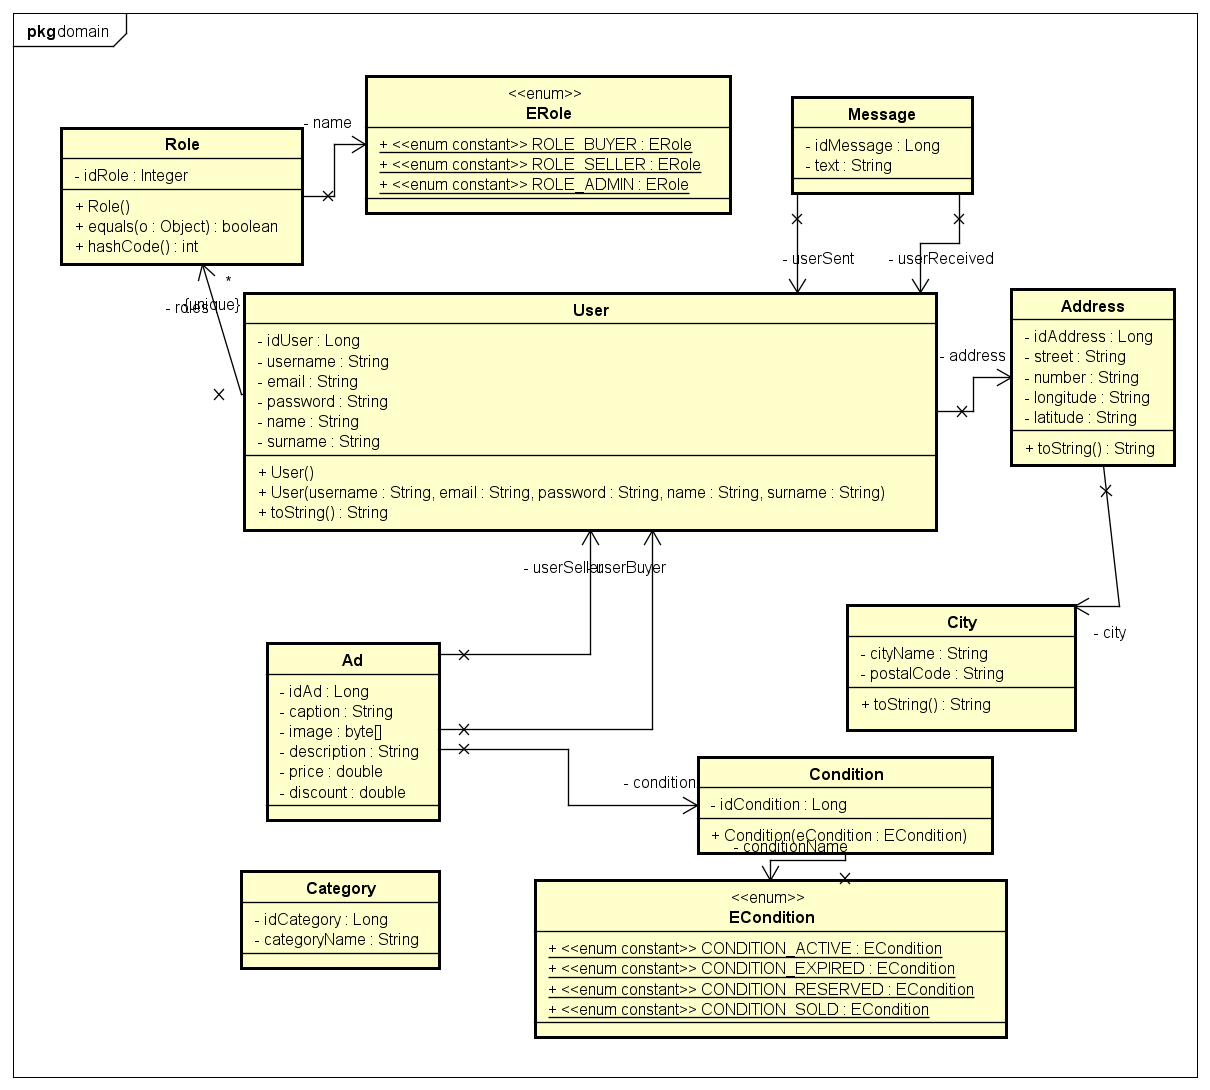 pkg domain
<<enum>>
ERole
+ <<enum constant>> ROLE_BUYER : ERole
+ <<enum constant>> ROLE_SELLER : ERole
+ <<enum constant>> ROLE_ADMIN : ERole
- name
Role
- idRole : Integer
+ Role()
+ equals(o : Object) : boolean
+ hashCode() : int
Message
- idMessage : Long
- text : String
- userSent
- userReceived
*
{unique}
- roles
User
- idUser : Long
- username : String
- email : String
- password : String
- name : String
- surname : String
+ User()
+ User(username : String, email : String, password : String, name : String, surname : String)
+ toString() : String
- address
Address
- idAddress : Long
- street : String
- number : String
- longitude : String
- latitude : String
+ toString() : String
- userSeller
- userBuyer
City
- cityName : String
- postalCode : String
+ toString() : String
- city
Ad
- idAd : Long
- caption : String
- image : byte[]
- description : String
- price : double
- discount : double
- condition
Condition
- idCondition : Long
+ Condition(eCondition : ECondition)
- conditionName
Category
- idCategory : Long
- categoryName : String
<<enum>>
ECondition
+ <<enum constant>> CONDITION_ACTIVE : ECondition
+ <<enum constant>> CONDITION_EXPIRED : ECondition
+ <<enum constant>> CONDITION_RESERVED : ECondition
+ <<enum constant>> CONDITION_SOLD : ECondition